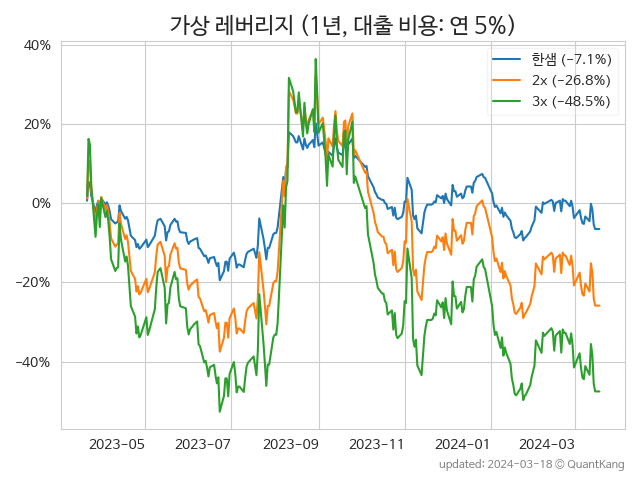 가상 레버리지 (1년, 대출 비용: 연 5%)
한샘 (−7.1%)
2x (−26.8%)
3x (−48.5%)
40%
20%
0%
−20%
−40%
2023-05
2023-07
2023-09
2023-11
2024-01
2024-03
updated: 2024-03-18 © QuantKang